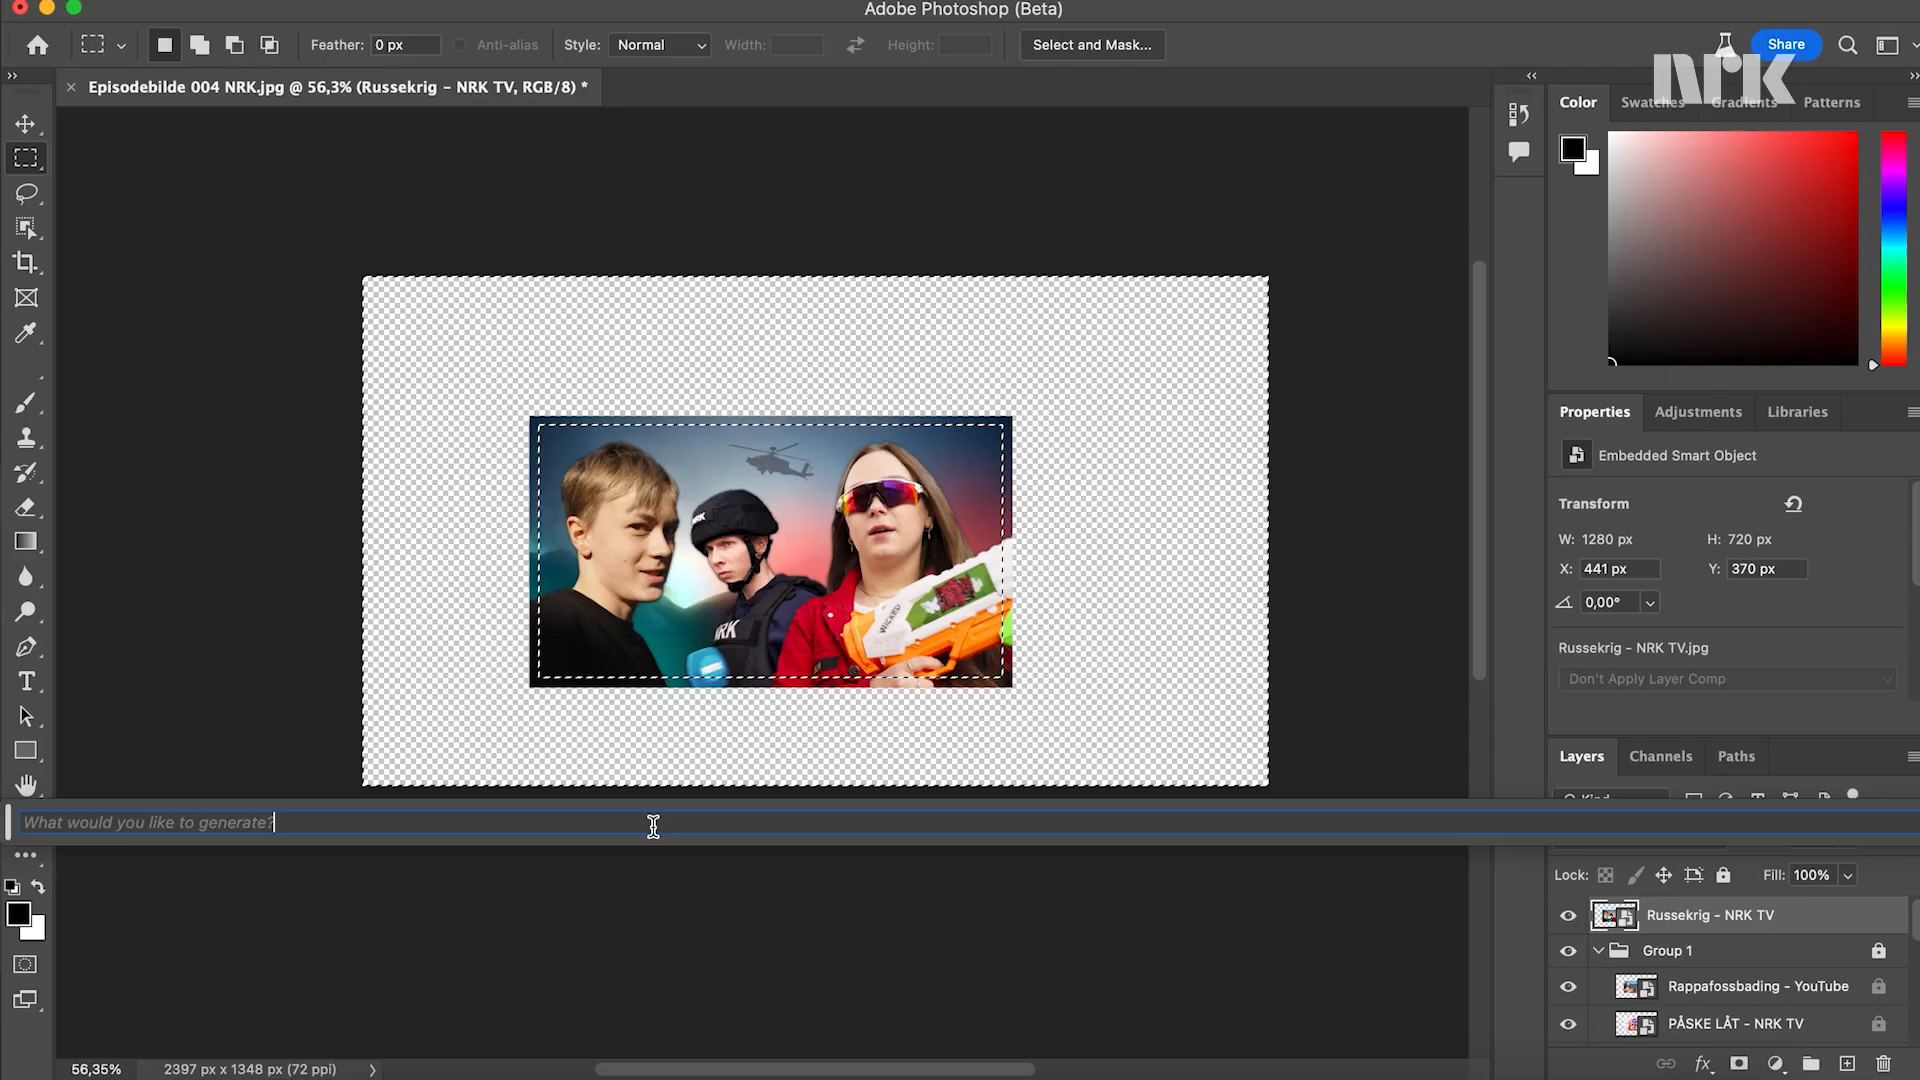 Adobe Photoshop (Beta)
Feather: 0 px
Anti-alias
Style: Normal
Width:
Height:
Select and Mask...
Share
nrk
Episodebilde 004 NRK.jpg @ 56,3% (Russekrig – NRK TV, RGB/8) *
Color
Swatches
Gradients
Patterns
NRK
NRK
WICKED
Properties
Adjustments
Libraries
Embedded Smart Object
Transform
W: 1280 px
H: 720 px
X: 441 px
Y: 370 px
0,00°
Russekrig – NRK TV.jpg
Don't Apply Layer Comp
Layers
Channels
Paths
What would you like to generate?
Lock:
Fill: 100%
Russekrig – NRK TV
Group 1
Rappafossbading – YouTube
PÅSKE LÅT – NRK TV
fx
56,35%
2397 px x 1348 px (72 ppi)